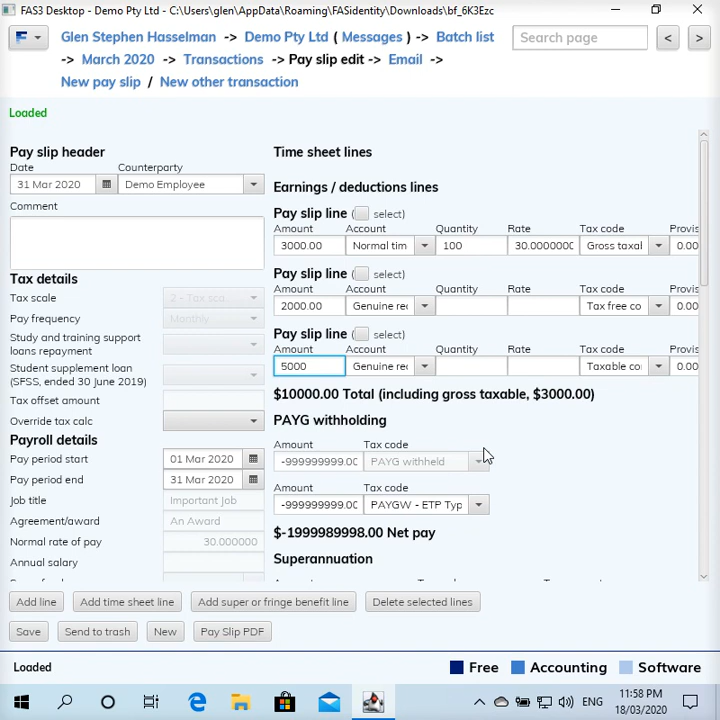 FAS3 Desktop - Demo Pty Ltd - C:\Users\glen\AppData\Roaming\FASidentity\Downloads\bf_6K3Ezc
F
Glen Stephen Hasselman -> Demo Pty Ltd ( Messages ) -> Batch list
-> March 2020 -> Transactions -> Pay slip edit -> Email ->
New pay slip / New other transaction
Search page
< >
Loaded
Pay slip header
Date Counterparty
31 Mar 2020 Demo Employee
Comment
Tax details
Tax scale 2 - Tax sca
Pay frequency Monthly
Study and training support
loans repayment
Student supplement loan
(SFSS, ended 30 June 2019)
Tax offset amount
Override tax calc
Payroll details
Pay period start 01 Mar 2020
Pay period end 31 Mar 2020
Job title Important Job
Agreement/award An Award
Normal rate of pay 30.000000
Annual salary
Time sheet lines
Earnings / deductions lines
Pay slip line ( select)
Amount Account Quantity Rate Tax code Provis
3000.00 Normal tim 100 30.000000 Gross taxal 0.00
Pay slip line ( select)
Amount Account Quantity Rate Tax code Provis
2000.00 Genuine rec Tax free co 0.00
Pay slip line ( select)
Amount Account Quantity Rate Tax code Provis
5000 Genuine rec Taxable co 0.00
$10000.00 Total (including gross taxable, $3000.00)
PAYG withholding
Amount Tax code
-999999999.00 PAYG withheld
Amount Tax code
-999999999.00 PAYGW - ETP Typ
$-1999989998.00 Net pay
Superannuation
Add line Add time sheet line Add super or fringe benefit line Delete selected lines
Save Send to trash New Pay Slip PDF
Loaded
Free Accounting Software
ENG
11:58 PM
18/03/2020